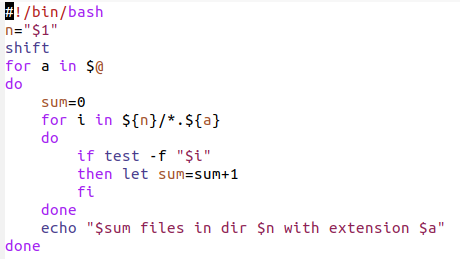 #!/bin/bash
n="$1"
shift
for a in $@
do
    sum=0
    for i in ${n}/*.${a}
    do
        if test -f "$i"
        then let sum=sum+1
        fi
    done
    echo "$sum files in dir $n with extension $a"
done